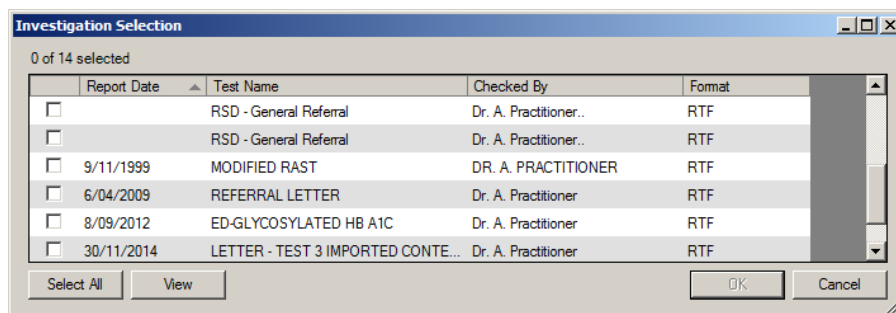 Investigation Selection
0 of 14 selected
Report Date Test Name Checked By Format
RSD - General Referral Dr. A. Practitioner.. RTF
RSD - General Referral Dr. A. Practitioner.. RTF
9/11/1999 MODIFIED RAST DR. A. PRACTITIONER RTF
6/04/2009 REFERRAL LETTER Dr. A. Practitioner RTF
8/09/2012 ED-GLYCOSYLATED HB A1C Dr. A. Practitioner RTF
30/11/2014 LETTER - TEST 3 IMPORTED CONTE... Dr. A. Practitioner RTF
Select All View OK Cancel